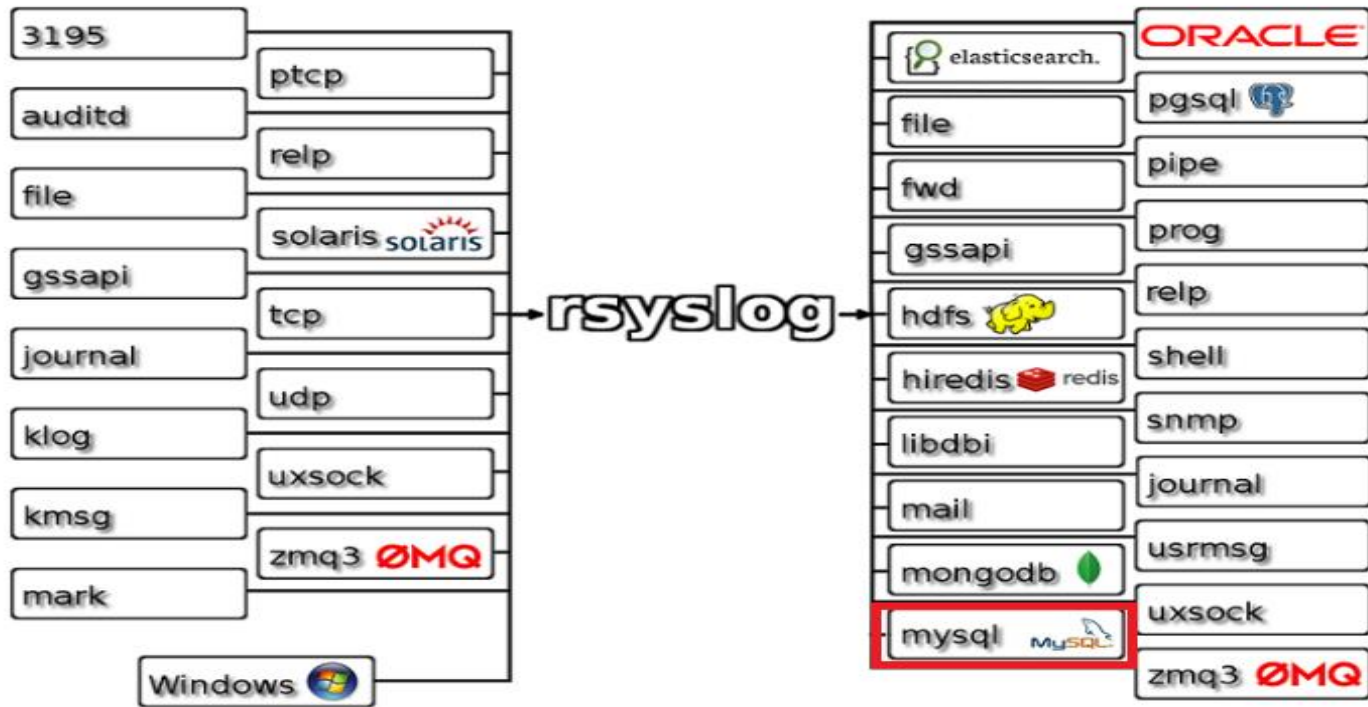 3195
ptcp
auditd
relp
file
solaris solaris
gssapi
tcp
journal
udp
klog
uxsock
kmsg
zmq3 ØMQ
mark
Windows
rsyslog
ORACLE
elasticsearch.
pgsql
file
pipe
fwd
prog
gssapi
relp
hdfs
shell
hiredis redis
snmp
libdbi
journal
mail
usrmsg
mongodb
uxsock
mysql MySQL
zmq3 ØMQ